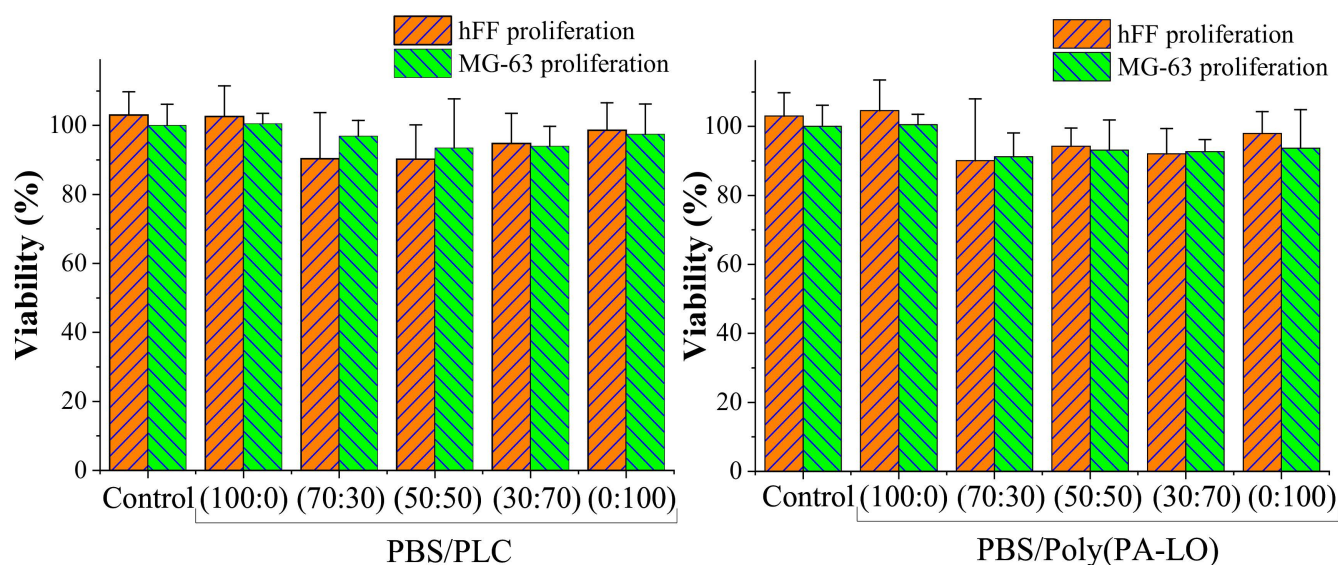 hFF proliferation
MG-63 proliferation
Viability (%)
100
80
60
40
20
0
Control (100:0) (70:30) (50:50) (30:70) (0:100)
PBS/PLC
hFF proliferation
MG-63 proliferation
Viability (%)
100
80
60
40
20
0
Control (100:0) (70:30) (50:50) (30:70) (0:100)
PBS/Poly(PA-LO)